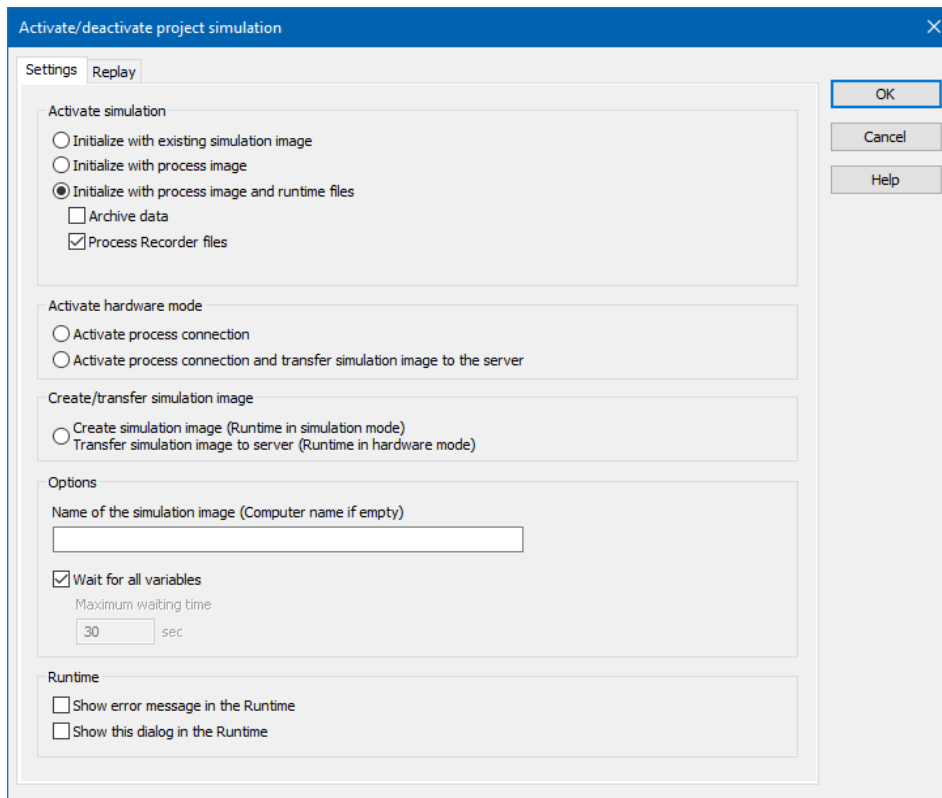 Activate/deactivate project simulation
Settings
Replay
OK
Cancel
Help
Activate simulation
Initialize with existing simulation image
Initialize with process image
Initialize with process image and runtime files
Archive data
Process Recorder files
Activate hardware mode
Activate process connection
Activate process connection and transfer simulation image to the server
Create/transfer simulation image
Create simulation image (Runtime in simulation mode)
Transfer simulation image to server (Runtime in hardware mode)
Options
Name of the simulation image (Computer name if empty)
Wait for all variables
Maximum waiting time
30 sec
Runtime
Show error message in the Runtime
Show this dialog in the Runtime